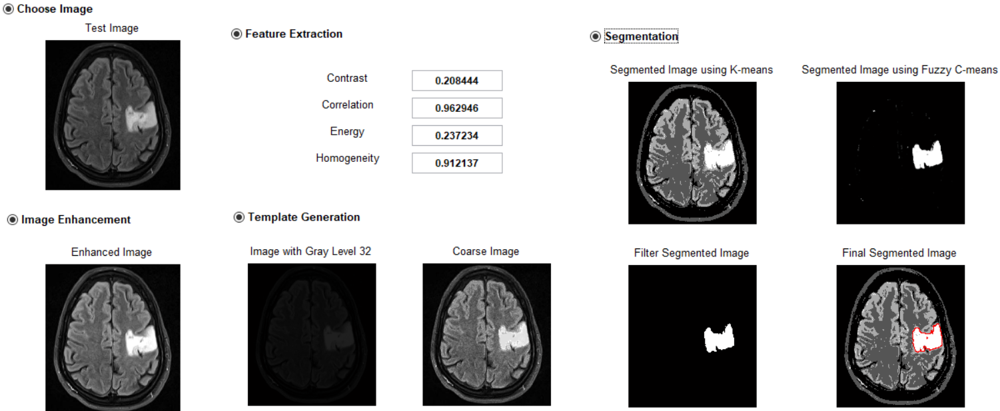 Choose Image
Test Image
Feature Extraction
Contrast
0.208444
Correlation
0.962946
Energy
0.237234
Homogeneity
0.912137
Image Enhancement
Enhanced Image
Template Generation
Image with Gray Level 32
Coarse Image
Segmentation
Segmented Image using K-means
Segmented Image using Fuzzy C-means
Filter Segmented Image
Final Segmented Image